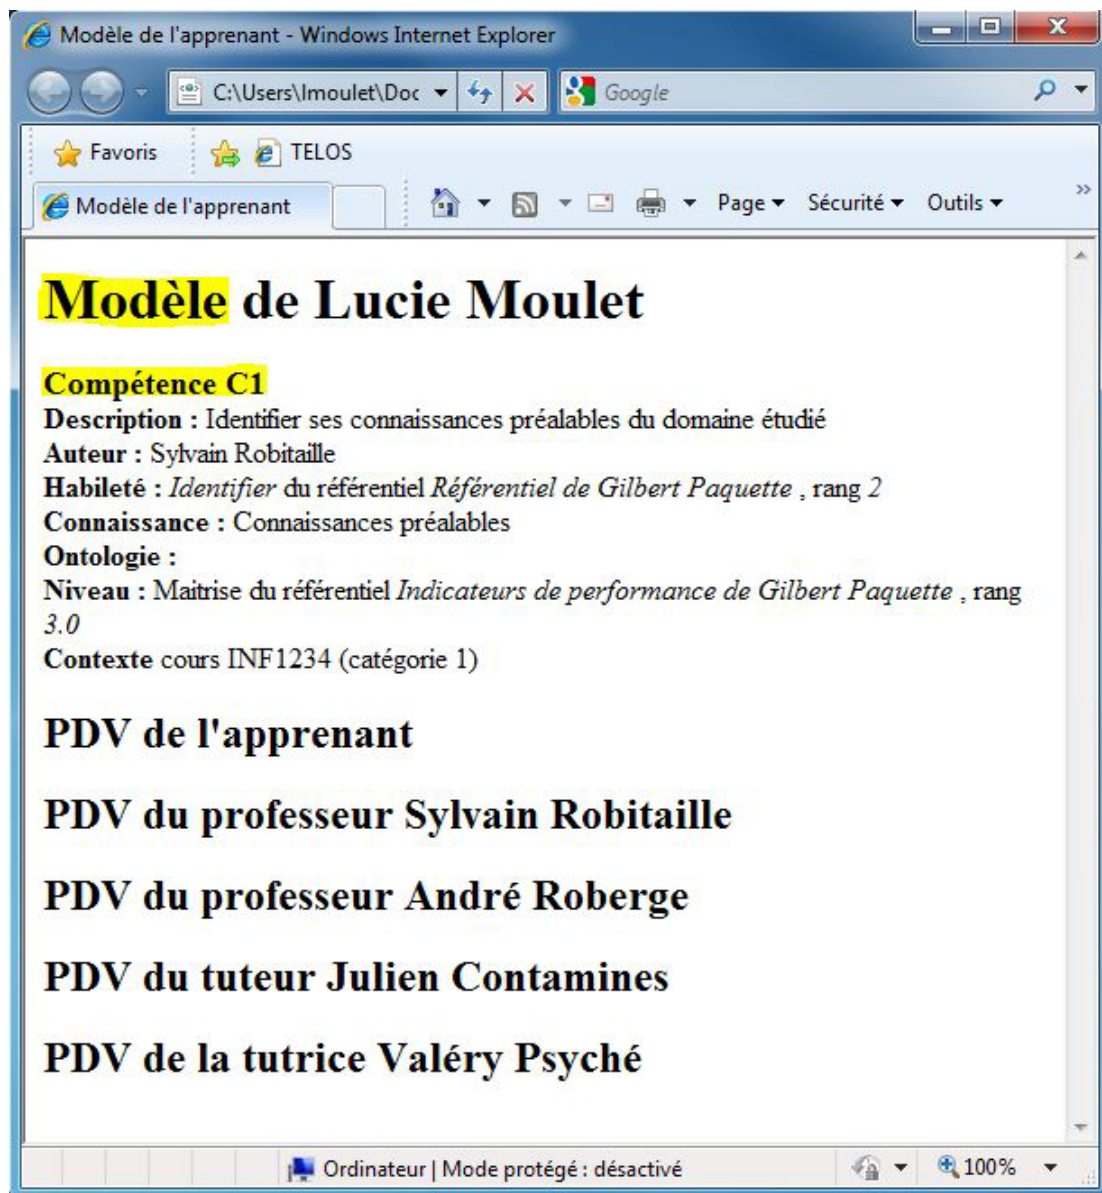 Modèle de l'apprenant - Windows Internet Explorer
C:\Users\lmoulet\Doc
Google
Favoris TELOS
Modèle de l'apprenant Page Sécurité Outils »
Modèle de Lucie Moulet
Compétence C1
Description : Identifier ses connaissances préalables du domaine étudié
Auteur : Sylvain Robitaille
Habileté : Identifier du référentiel Référentiel de Gilbert Paquette , rang 2
Connaissance : Connaissances préalables
Ontologie :
Niveau : Maitrise du référentiel Indicateurs de performance de Gilbert Paquette , rang
3.0
Contexte cours INF1234 (catégorie 1)
PDV de l'apprenant
PDV du professeur Sylvain Robitaille
PDV du professeur André Roberge
PDV du tuteur Julien Contamines
PDV de la tutrice Valéry Psyché
Ordinateur | Mode protégé : désactivé 100%